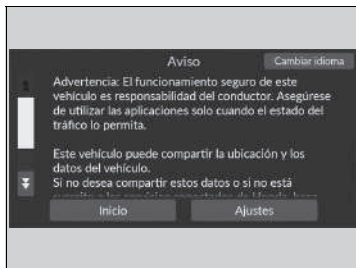 Aviso
Cambiar idioma
Advertencia: El funcionamiento seguro de este
vehículo es responsabilidad del conductor. Asegúrese
de utilizar las aplicaciones solo cuando el estado del
tráfico lo permita.
Este vehículo puede compartir la ubicación y los
datos del vehículo.
Si no desea compartir estos datos o si no está
Inicio
Ajustes